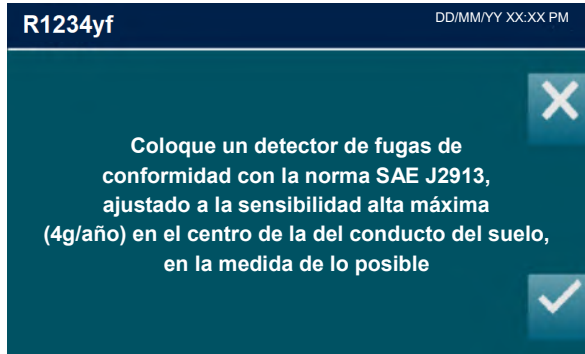 R1234yf
DD/MM/YY XX:XX PM
Coloque un detector de fugas de
conformidad con la norma SAE J2913,
ajustado a la sensibilidad alta máxima
(4g/año) en el centro de la del conducto del suelo,
en la medida de lo posible